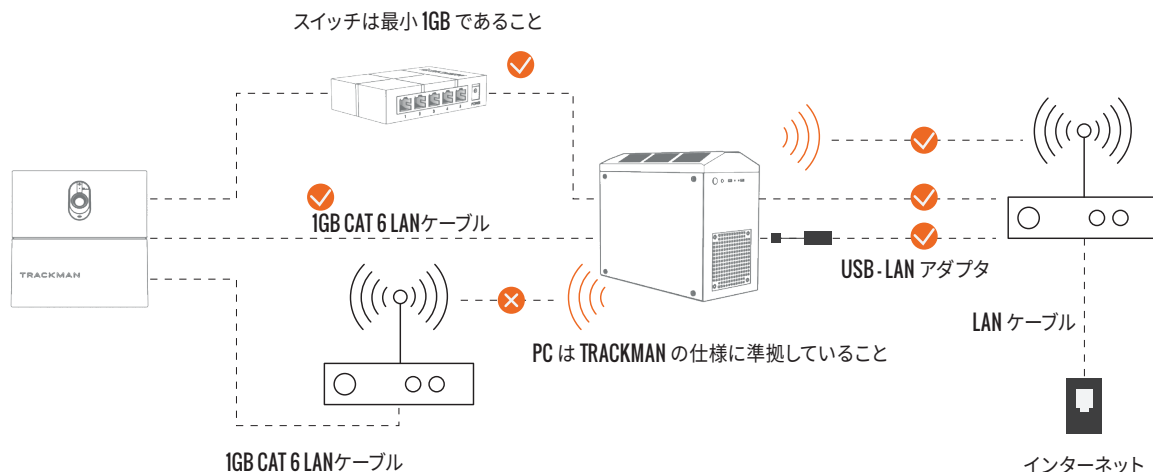 スイッチは最小 1GB であること
1GB CAT 6 LANケーブル
TRACKMAN
USB - LAN アダプタ
LAN ケーブル
PC は TRACKMAN の仕様に準拠していること
1GB CAT 6 LANケーブル
インターネット